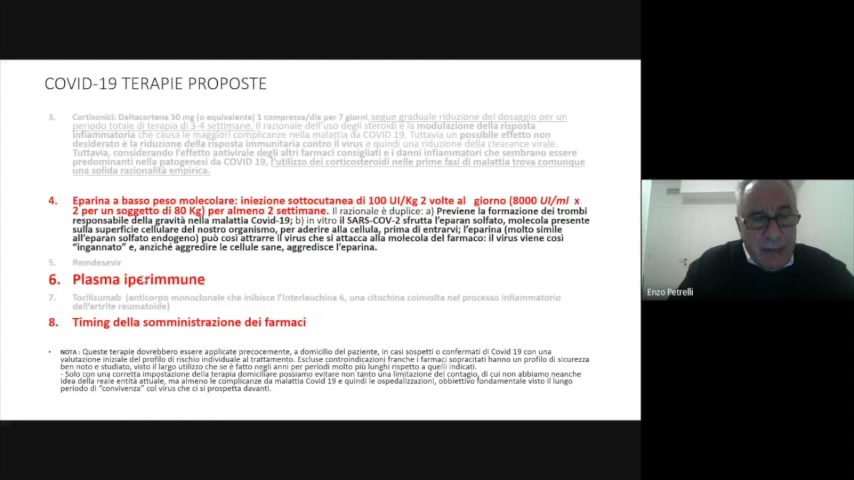 COVID-19 TERAPIE PROPOSTE
3. Cortisonici: Deltacortene 50 mg (o equivalente) 1 compressa/die per 7 giorni segue graduale riduzione del dosaggio per un
periodo totale di terapia di 3-4 settimane. Il razionale dell'uso degli steroidi è la modulazione della risposta
infiammatoria che causa le maggiori complicanze nella malattia da COVID 19. Tuttavia un possibile effetto non
desiderato è la riduzione della risposta immunitaria contro il virus e quindi una riduzione della clearance virale.
Tuttavia, considerando l'effetto antivirale degli altri farmaci consigliati e i danni infiammatori che sembrano essere
predominanti nella patogenesi da COVID 19, l'utilizzo dei corticosteroidi nelle prime fasi di malattia trova comunque
una solida razionalità empirica.
4. Eparina a basso peso molecolare: iniezione sottocutanea di 100 UI/Kg 2 volte al giorno (8000 UI/ml x
2 per un soggetto di 80 Kg) per almeno 2 settimane. Il razionale è duplice: a) Previene la formazione dei trombi
responsabile della gravità nella malattia Covid-19; b) in vitro il SARS-COV-2 sfrutta l'eparan solfato, molecola presente
sulla superficie cellulare del nostro organismo, per aderire alla cellula, prima di entrarvi; l'eparina (molto simile
all'eparan solfato endogeno) può così attrarre il virus che si attacca alla molecola del farmaco: il virus viene così
"ingannato" e, anziché aggredire le cellule sane, aggredisce l'eparina.
5. Remdesevir
6. Plasma iperimmune
7. Tocilizumab (anticorpo monoclonale che inibisce l'Interleuchina 6, una citochina coinvolta nel processo infiammatorio
dell'artrite reumatoide)
8. Timing della somministrazione dei farmaci
• NOTA : Queste terapie dovrebbero essere applicate precocemente, a domicilio del paziente, in casi sospetti o confermati di Covid 19 con una
valutazione iniziale del profilo di rischio individuale al trattamento. Escluse controindicazioni franche i farmaci sopracitati hanno un profilo di sicurezza
ben noto e studiato, visto il largo utilizzo che se è fatto negli anni per periodi molto più lunghi rispetto a quelli indicati.
- Solo con una corretta impostazione della terapia domiciliare possiamo evitare non tanto una limitazione dei contagio, di cui non abbiamo neanche
idea della reale entità attuale, ma almeno le complicanze da malattia Covid 19 e quindi le ospedalizzazioni, obbiettivo fondamentale visto il lungo
periodo di "convivenza" col virus che ci si prospetta davanti.
Enzo Petrelli